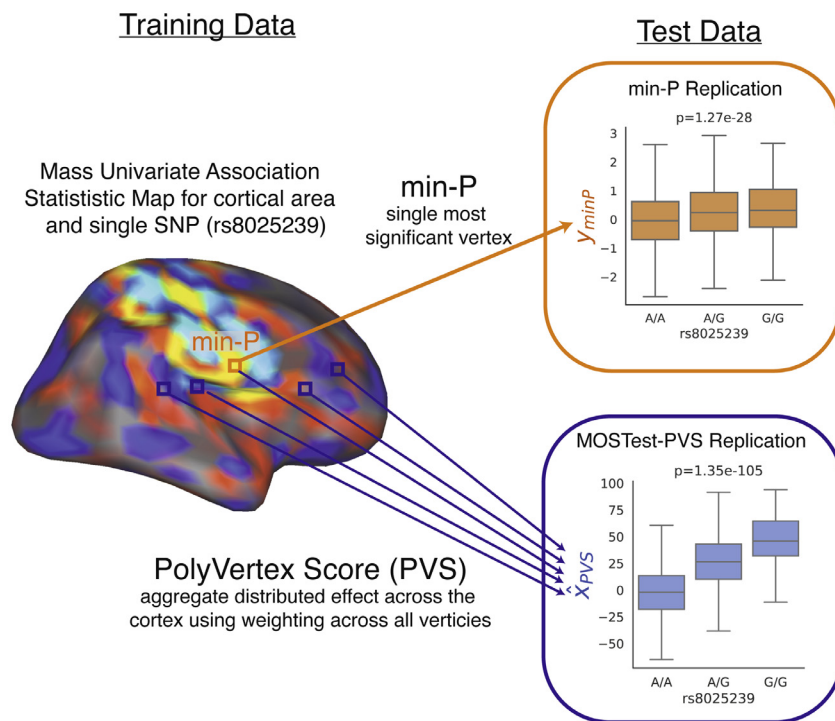 Training Data
Test Data
Mass Univariate Association
Statististic Map for cortical area
and single SNP (rs8025239)
min-P
single most
significant vertex
min-P
min-P Replication
p=1.27e-28
3
2
1
0
−1
−2
yminP
A/A A/G G/G
rs8025239
PolyVertex Score (PVS)
aggregate distributed effect across the
cortex using weighting across all verticies
MOSTest-PVS Replication
p=1.35e-105
100
75
50
25
0
−25
−50
x̂PVS
A/A A/G G/G
rs8025239